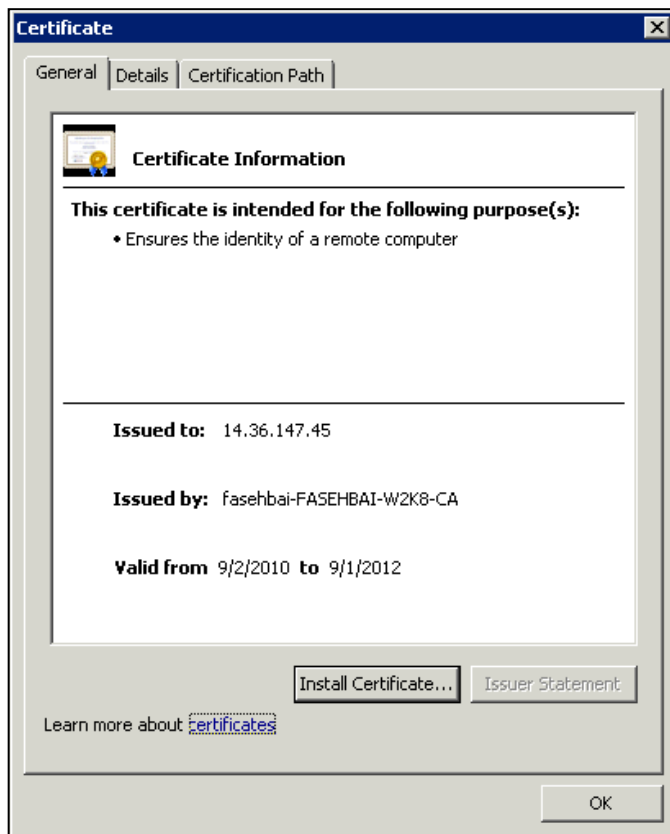 Certificate
General Details Certification Path
Certificate Information
This certificate is intended for the following purpose(s):
• Ensures the identity of a remote computer
Issued to: 14.36.147.45
Issued by: fasehbai-FASEHBAI-W2K8-CA
Valid from 9/2/2010 to 9/1/2012
Install Certificate... Issuer Statement
Learn more about certificates
OK